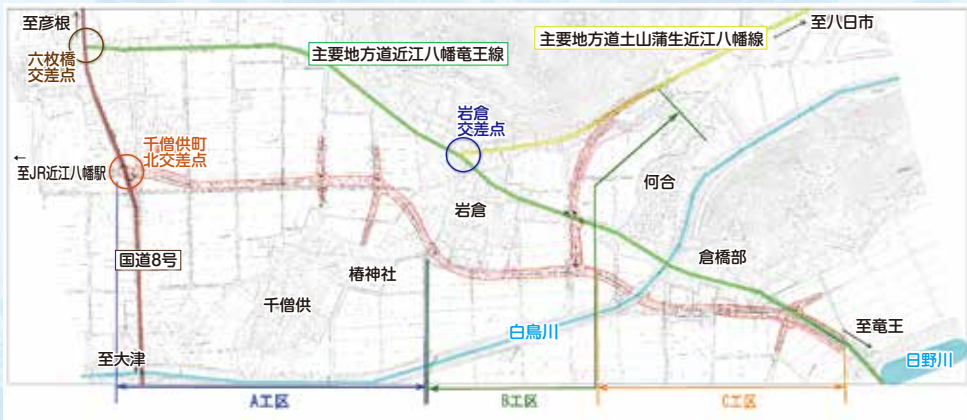 至彦根
六枚橋
交差点
主要地方道近江八幡竜王線
主要地方道土山蒲生近江八幡線
至八日市
岩倉
交差点
千僧供町
北交差点
←
至JR近江八幡駅
何合
岩倉
国道8号
椿神社
倉橋部
千僧供
白鳥川
至竜王
至大津
日野川
A工区
B工区
C工区